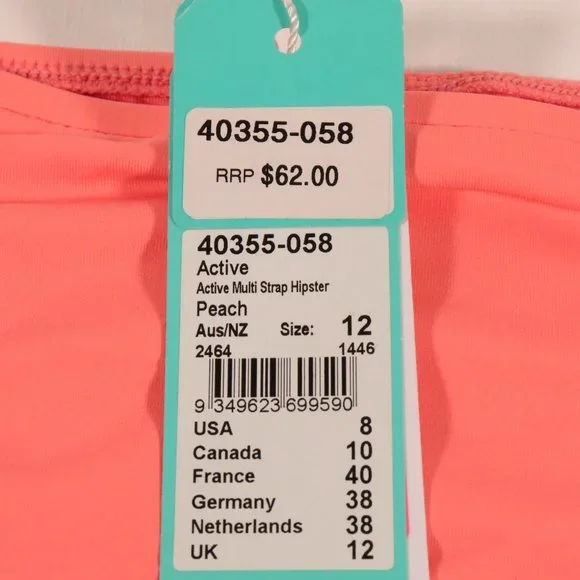 40355-058
RRP $62.00
40355-058
Active
Active Multi Strap Hipster
Peach
Aus/NZ Size: 12
2464 1446
9 349623 699590
USA 8
Canada 10
France 40
Germany 38
Netherlands 38
UK 12